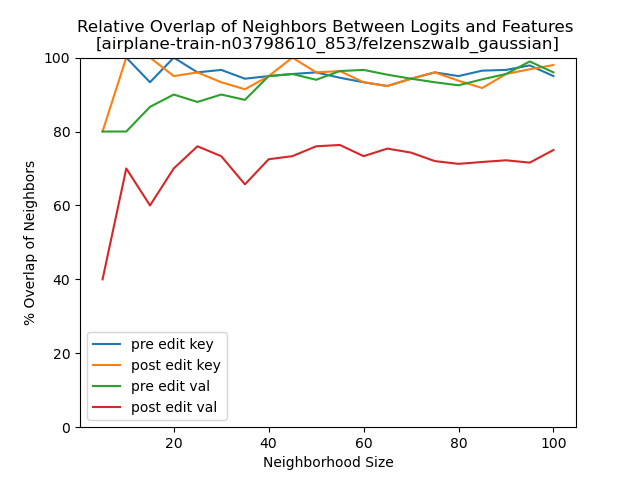 Relative Overlap of Neighbors Between Logits and Features
[airplane-train-n03798610_853/felzenszwalb_gaussian]
100
80
60
40
20
0
% Overlap of Neighbors
pre edit key
post edit key
pre edit val
post edit val
20 40 60 80 100
Neighborhood Size